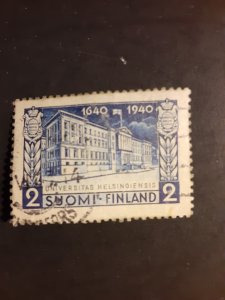 1640 1940
UNIVERSITAS HELSINGIENSIS
2 SUOMI-FINLAND 2